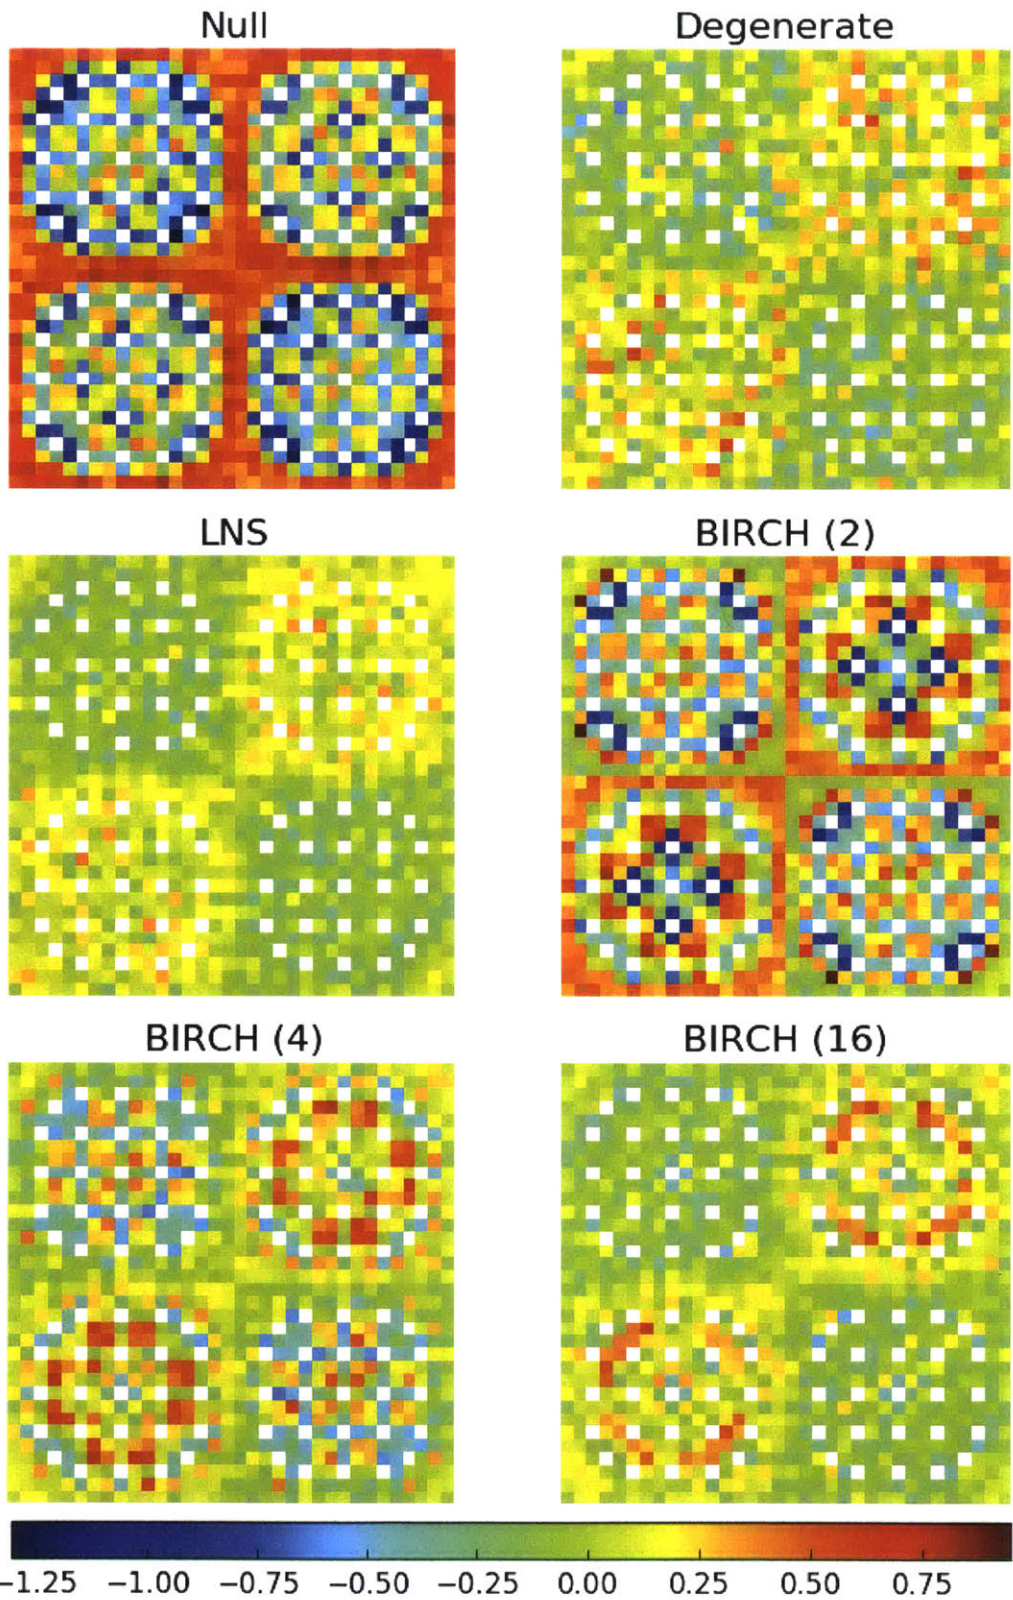 Null Degenerate
LNS BIRCH (2)
BIRCH (4) BIRCH (16)
−1.25 −1.00 −0.75 −0.50 −0.25 0.00 0.25 0.50 0.75